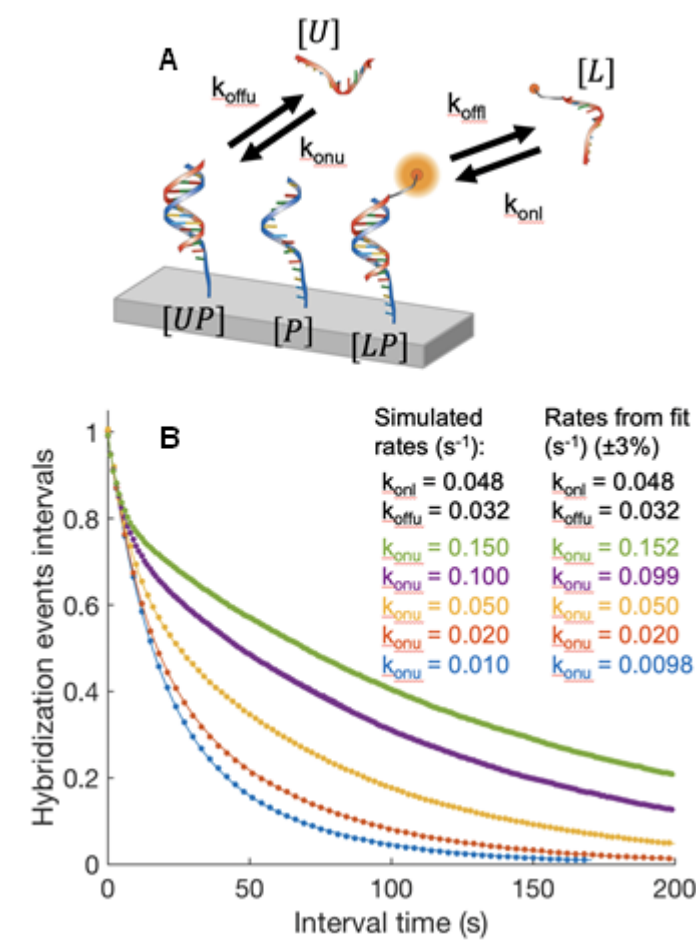 A
[U]
[L]
k_offu
k_onu
k_offl
k_onl
[UP]
[P]
[LP]
B
Simulated
rates (s⁻¹):
k_onl = 0.048
k_offu = 0.032
k_onu = 0.150
k_onu = 0.100
k_onu = 0.050
k_onu = 0.020
k_onu = 0.010
Rates from fit
(s⁻¹) (±3%)
k_onl = 0.048
k_offu = 0.032
k_onu = 0.152
k_onu = 0.099
k_onu = 0.050
k_onu = 0.020
k_onu = 0.0098
Hybridization events intervals
1
0.8
0.6
0.4
0.2
0
0
50
100
150
200
Interval time (s)